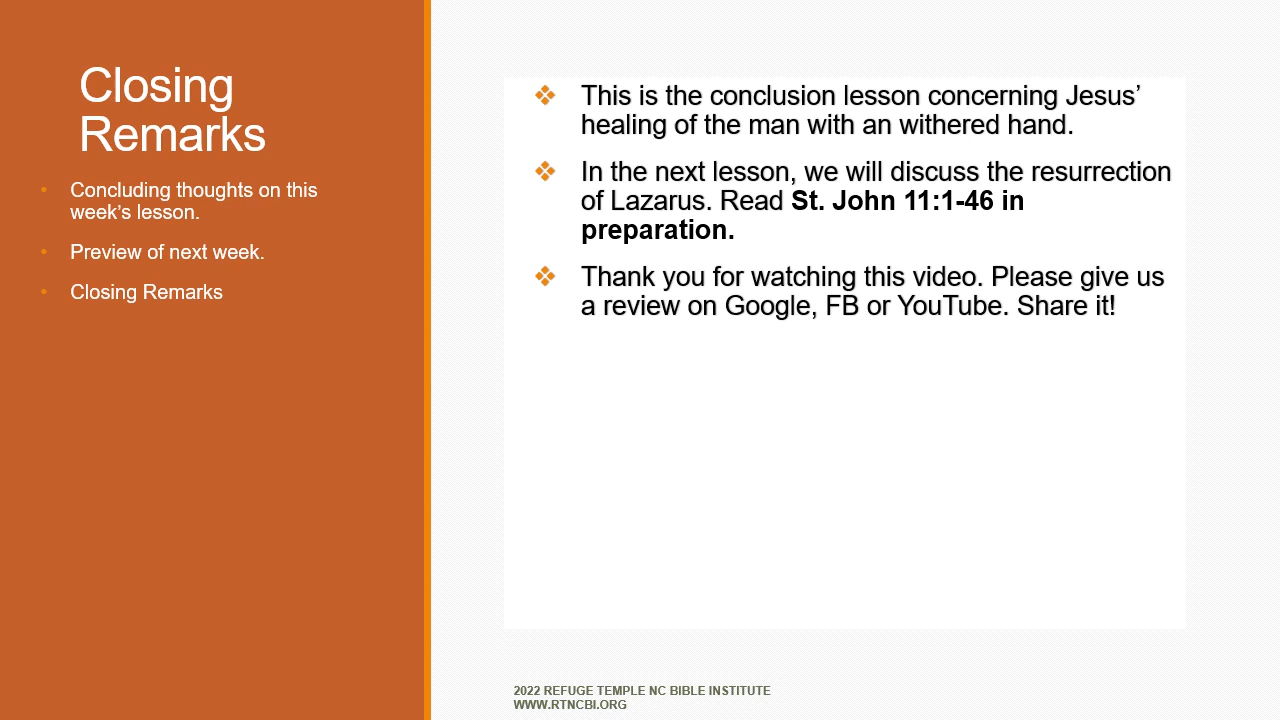 Closing
Remarks
• Concluding thoughts on this
week’s lesson.
• Preview of next week.
• Closing Remarks
❖ This is the conclusion lesson concerning Jesus’
healing of the man with an withered hand.
❖ In the next lesson, we will discuss the resurrection
of Lazarus. Read St. John 11:1-46 in
preparation.
❖ Thank you for watching this video. Please give us
a review on Google, FB or YouTube. Share it!
2022 REFUGE TEMPLE NC BIBLE INSTITUTE
WWW.RTNCBI.ORG